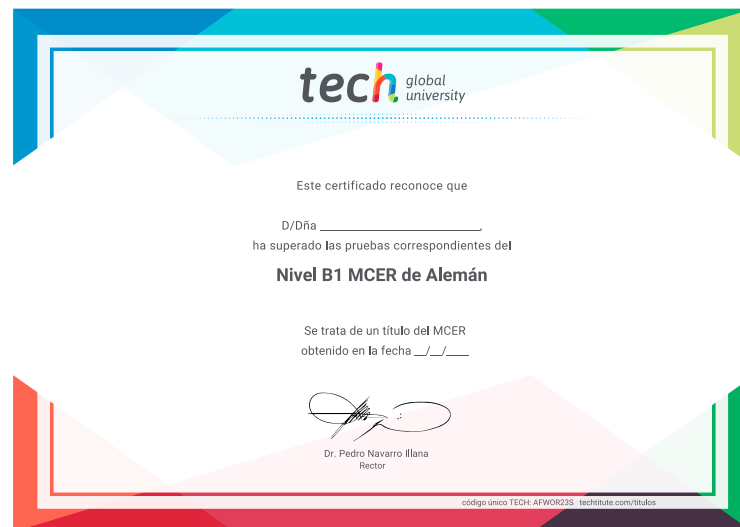 tech global university
Este certificado reconoce que
D/Dña ______________________,
ha superado las pruebas correspondientes del
Nivel B1 MCER de Alemán
Se trata de un título del MCER
obtenido en la fecha __/__/____
Dr. Pedro Navarro Illana
Rector
código único TECH: AFWOR23S techtitute.com/titulos